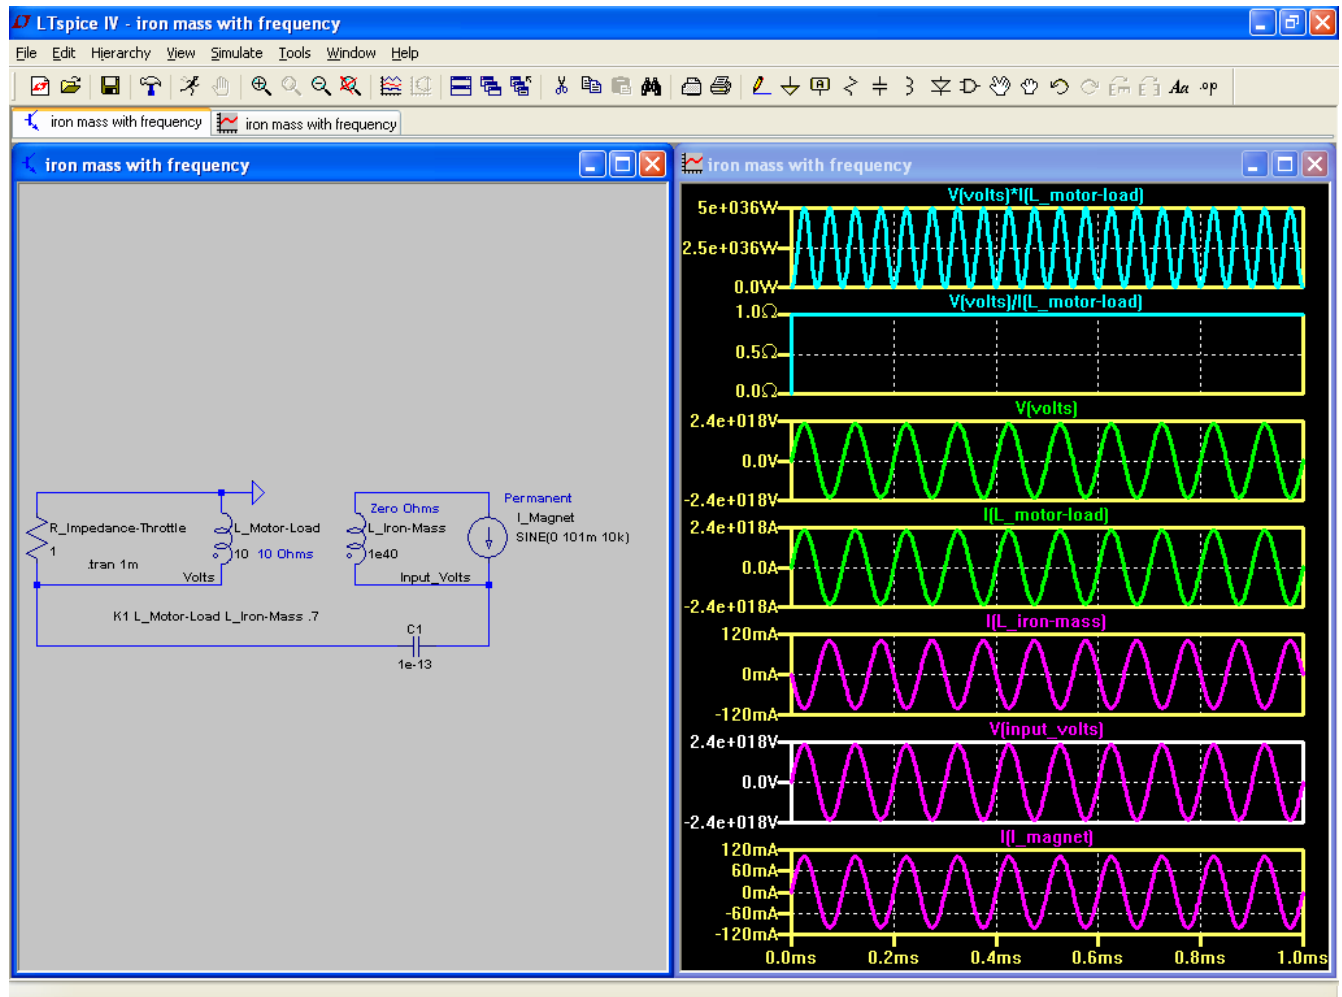 LTspice IV - iron mass with frequency
File Edit Hierarchy View Simulate Tools Window Help
Aa .op
iron mass with frequency iron mass with frequency
iron mass with frequency
R_Impedance-Throttle
1
.tran 1m
L_Motor-Load
10 10 Ohms
Volts
Zero Ohms
L_Iron-Mass
1e40
Input_Volts
Permanent
I_Magnet
SINE(0 101m 10k)
K1 L_Motor-Load L_Iron-Mass .7
C1
1e-13
iron mass with frequency
V(volts)*I(L_motor-load)
5e+036W
2.5e+036W
0.0W
V(volts)/I(L_motor-load)
1.0Ω
0.5Ω
0.0Ω
V(volts)
2.4e+018V
0.0V
-2.4e+018V
I(L_motor-load)
2.4e+018A
0.0A
-2.4e+018A
I(L_iron-mass)
120mA
0mA
-120mA
V(input_volts)
2.4e+018V
0.0V
-2.4e+018V
I(I_magnet)
120mA
60mA
0mA
-60mA
-120mA
0.0ms 0.2ms 0.4ms 0.6ms 0.8ms 1.0ms